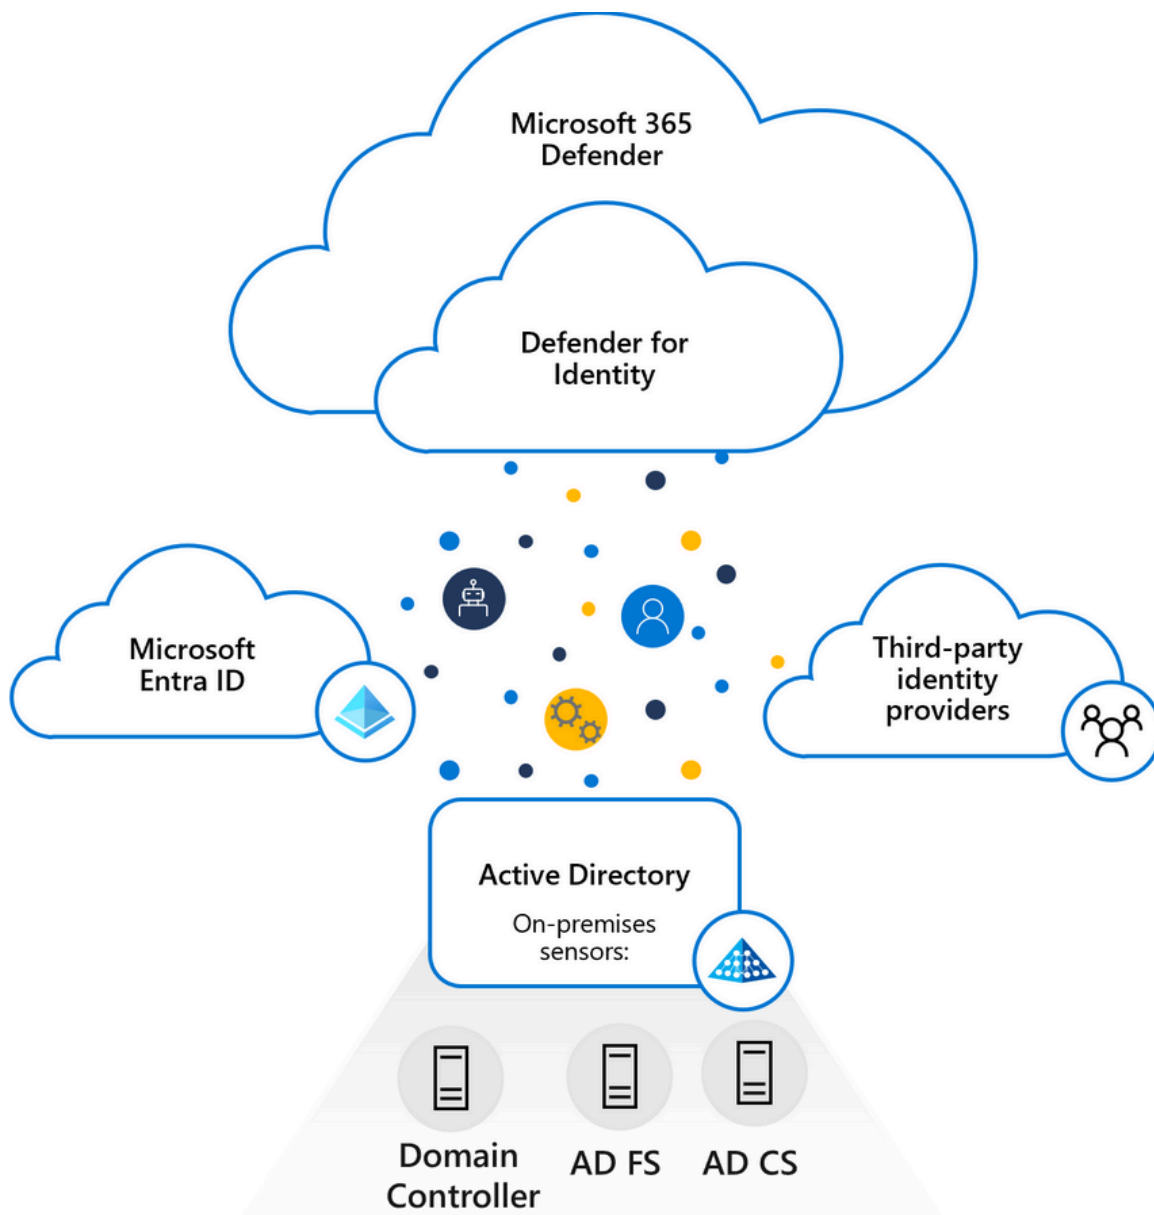 Microsoft 365
Defender
Defender for
Identity
Microsoft
Entra ID
Third-party
identity
providers
Active Directory
On-premises
sensors:
Domain
Controller
AD FS
AD CS